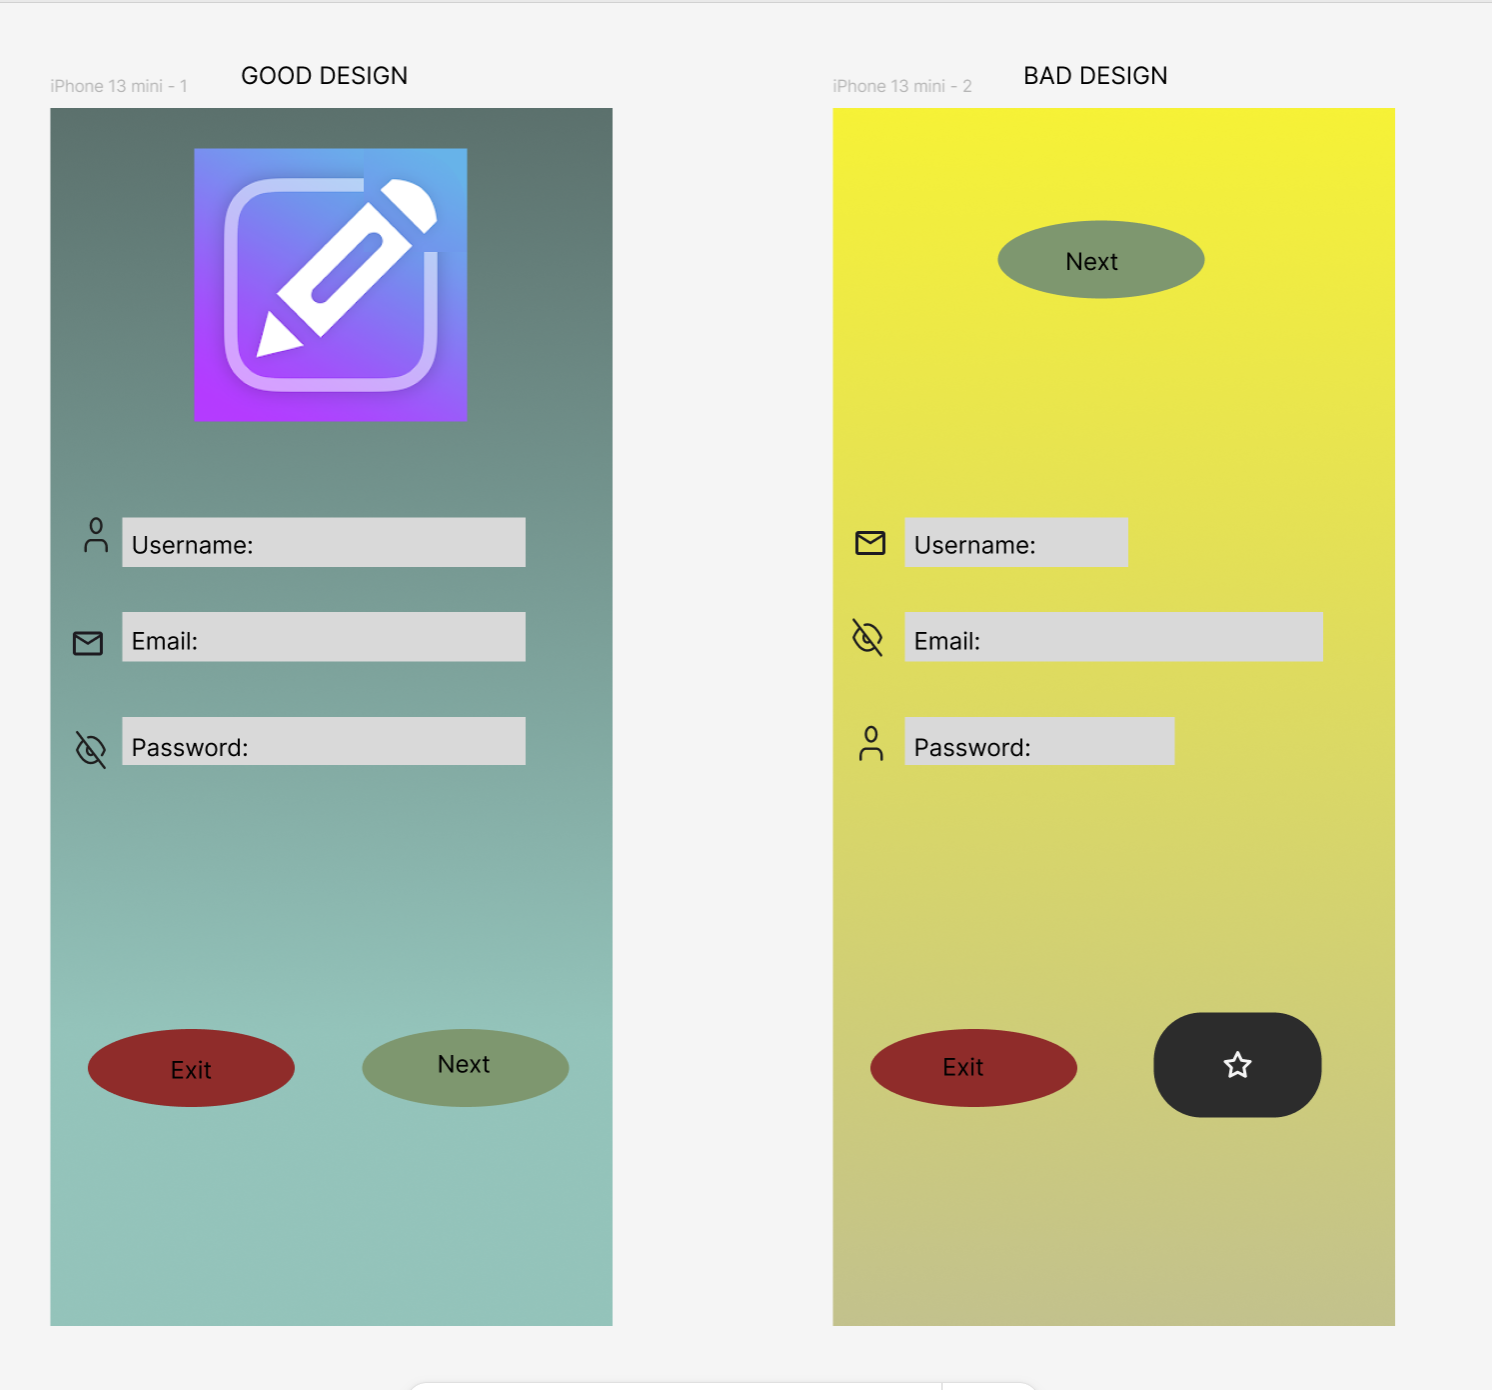 GOOD DESIGN
iPhone 13 mini - 1
Username:
Email:
Password:
Exit
Next
BAD DESIGN
iPhone 13 mini - 2
Next
Username:
Email:
Password:
Exit